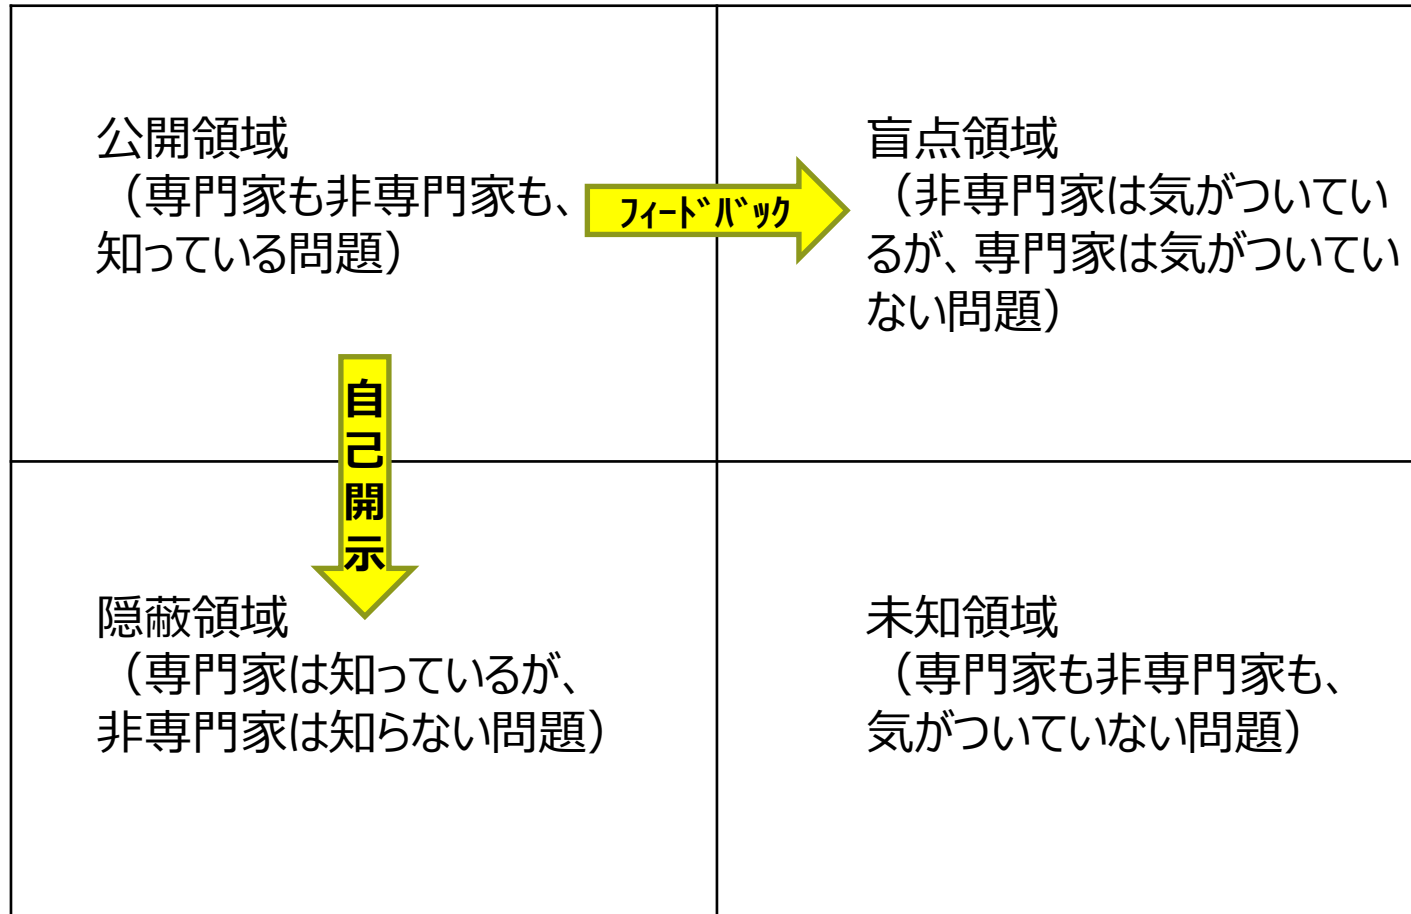 公開領域
（専門家も非専門家も、
知っている問題）
ﾌｨｰﾄﾞﾊﾞｯｸ
盲点領域
（非専門家は気がついてい
るが、専門家は気がついてい
ない問題）
自己開示
隠蔽領域
（専門家は知っているが、
非専門家は知らない問題）
未知領域
（専門家も非専門家も、
気がついていない問題）